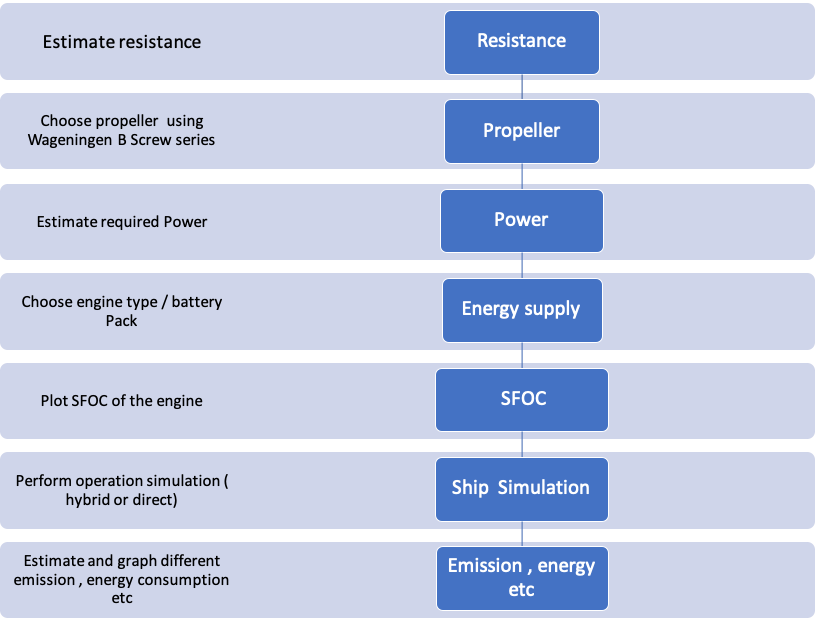 Estimate resistance
Resistance
Choose propeller using
Wageningen B Screw series
Propeller
Estimate required Power
Power
Choose engine type / battery
Pack
Energy supply
Plot SFOC of the engine
SFOC
Perform operation simulation (
hybrid or direct)
Ship Simulation
Estimate and graph different
emission , energy consumption
etc
Emission , energy
etc